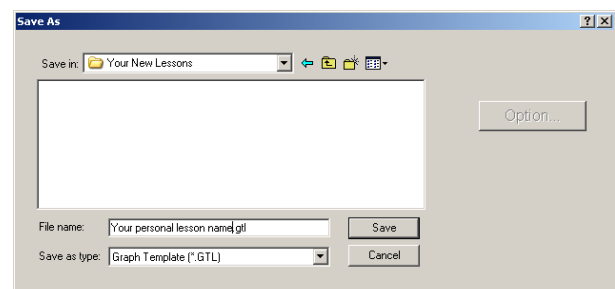 Save As
Save in: Your New Lessons
Option...
File name: Your personal lesson name.gtl Save
Save as type: Graph Template (*.GTL) Cancel